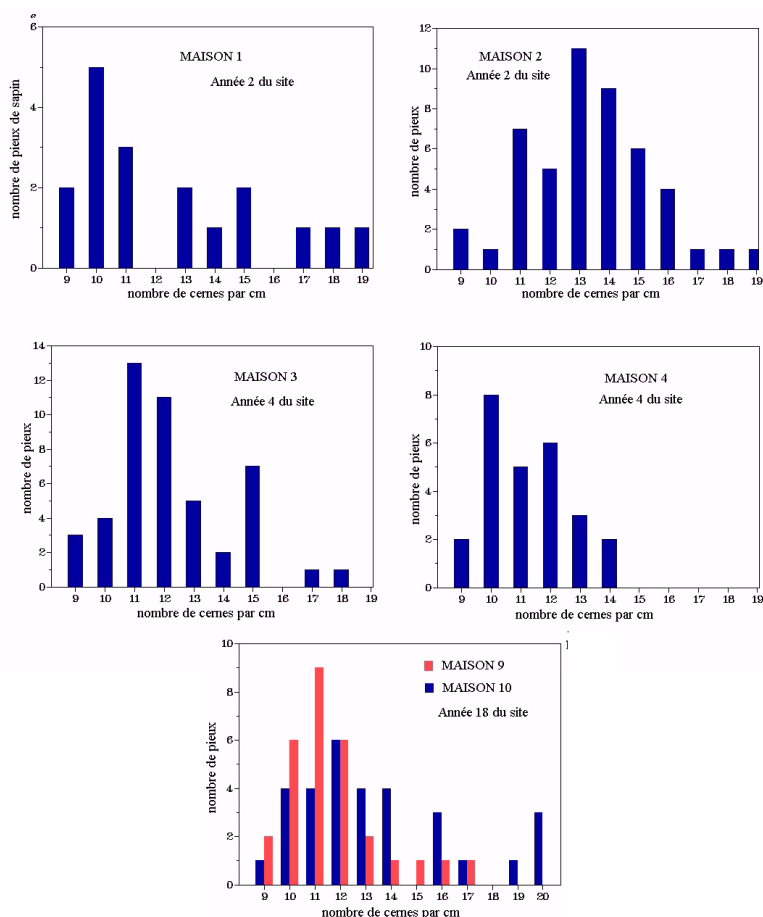 6
4
2
0
nombre de pieux de sapin
MAISON 1
Année 2 du site
9 10 11 12 13 14 15 16 17 18 19
nombre de cernes par cm
12
10
8
6
4
2
0
nombre de pieux
MAISON 2
Année 2 du site
9 10 11 12 13 14 15 16 17 18 19
nombre de cernes par cm
14
12
10
8
6
4
2
0
nombre de pieux
MAISON 3
Année 4 du site
9 10 11 12 13 14 15 16 17 18 19
nombre de cernes par cm
10
8
6
4
2
0
nombre de pieux
MAISON 4
Année 4 du site
9 10 11 12 13 14 15 16 17 18 19
nombre de cernes par cm
10
8
6
4
2
0
nombre de pieux
MAISON 9
MAISON 10
Année 18 du site
9 10 11 12 13 14 15 16 17 18 19 20
nombre de cernes par cm